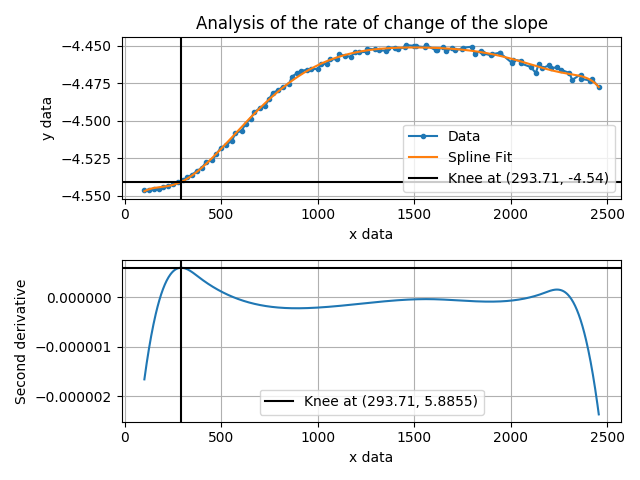 Analysis of the rate of change of the slope
−4.450
−4.475
−4.500
−4.525
−4.550
y data
Data
Spline Fit
Knee at (293.71, -4.54)
0 500 1000 1500 2000 2500
x data
0.000000
−0.000001
−0.000002
Second derivative
Knee at (293.71, 5.8855)
0 500 1000 1500 2000 2500
x data